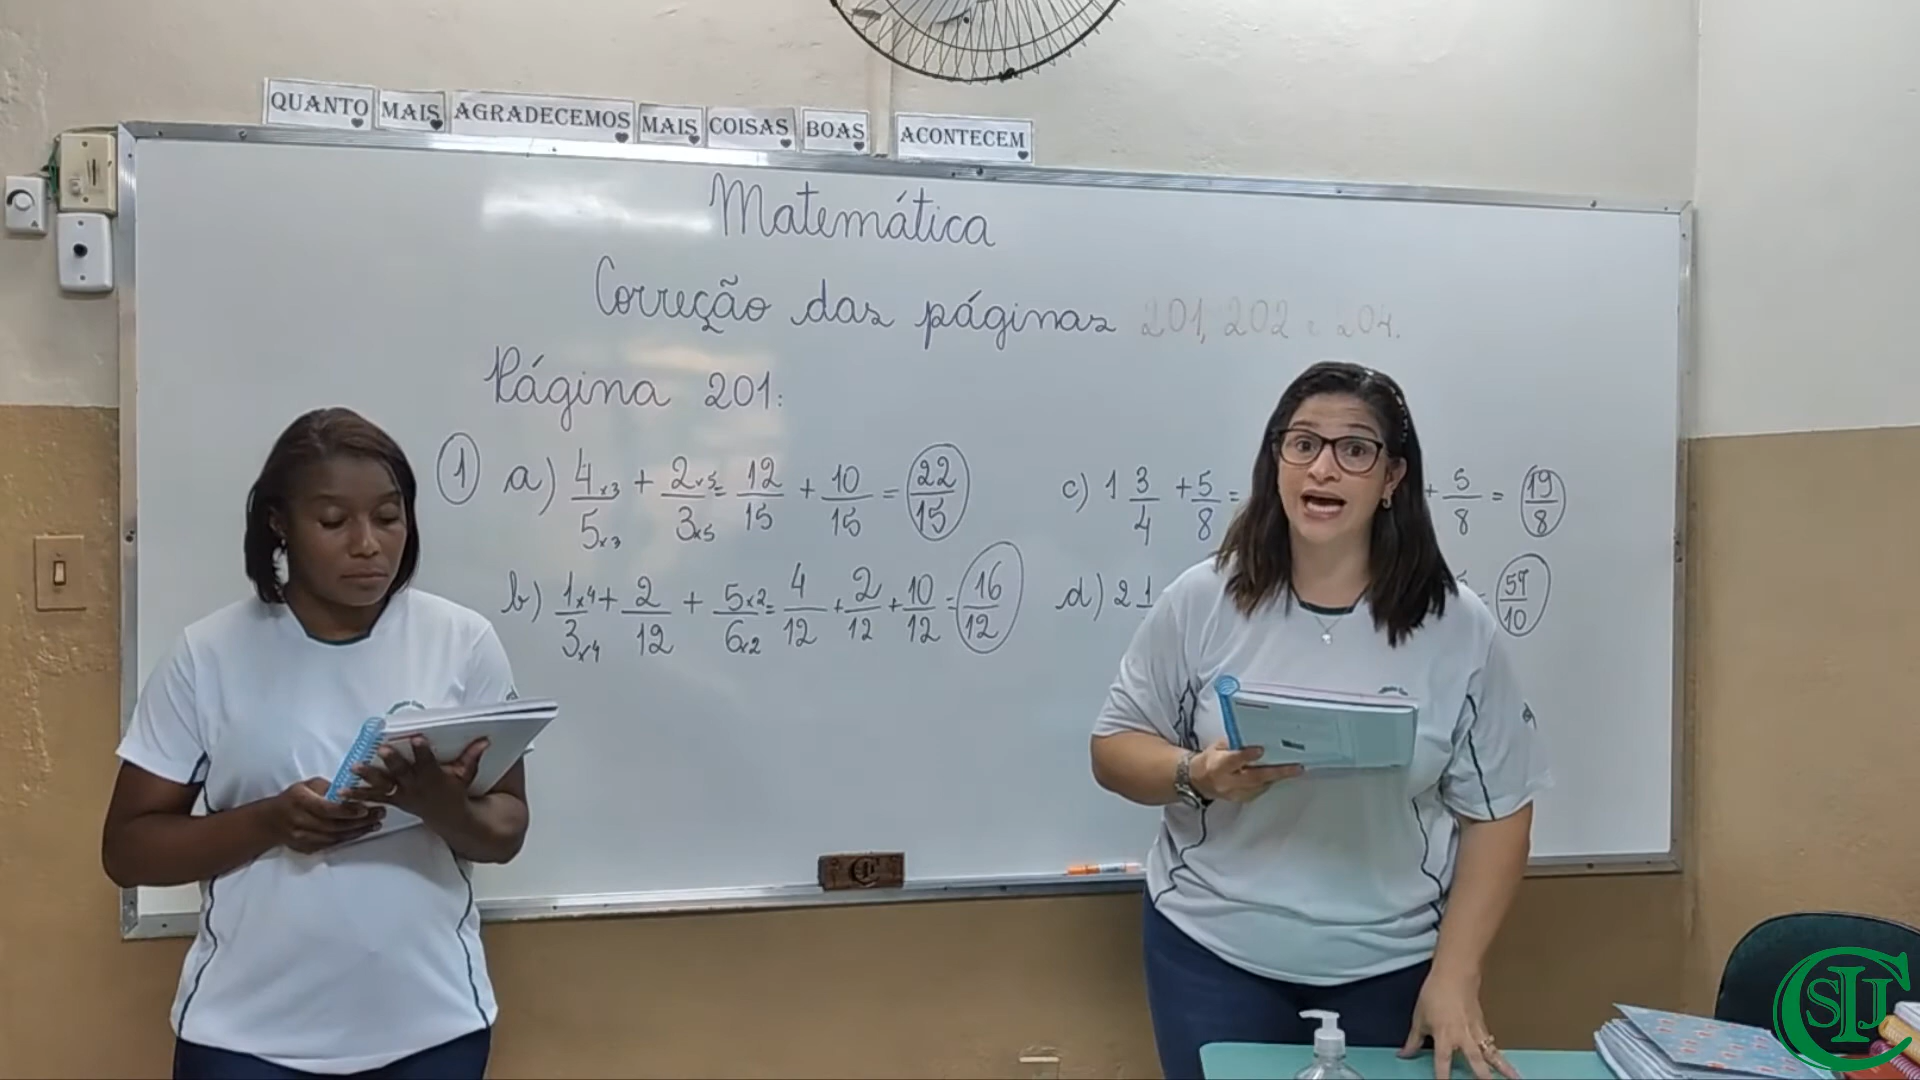 QUANTO MAIS AGRADECEMOS MAIS COISAS BOAS ACONTECEM
Matemática
Correção das páginas 201, 202 e 204.
Página 201:
1 a) 4x3/5x3 + 2x5/3x5 = 12/15 + 10/15 = 22/15
c) 1 3/4 + 5/8 = + 5/8 = 19/8
b) 1x4/3x4 + 2/12 + 5x2/6x2 = 4/12 + 2/12 + 10/12 = 16/12
d) 2 1 = 57/10
CSIJ